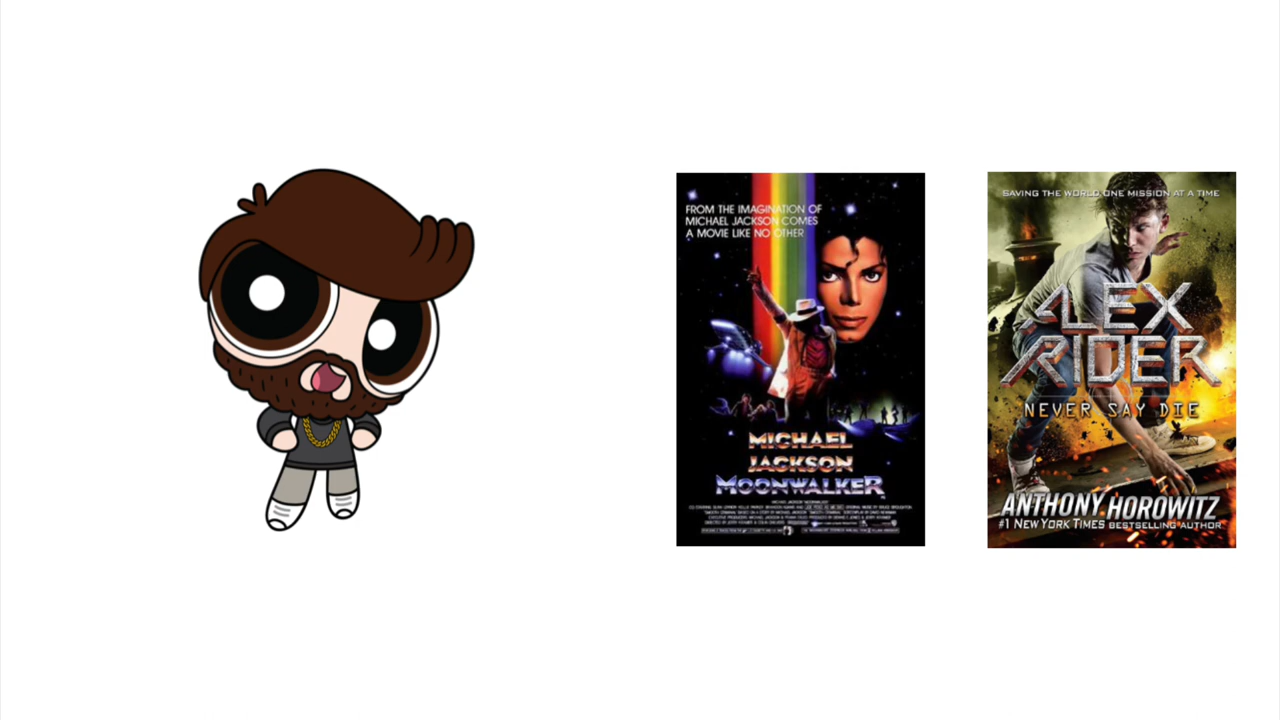 FROM THE IMAGINATION OF
MICHAEL JACKSON COMES
A MOVIE LIKE NO OTHER
MICHAEL
JACKSON
MOONWALKER
SAVING THE WORLD, ONE MISSION AT A TIME
ALEX
RIDER
NEVER SAY DIE
ANTHONY HOROWITZ
#1 NEW YORK TIMES BESTSELLING AUTHOR